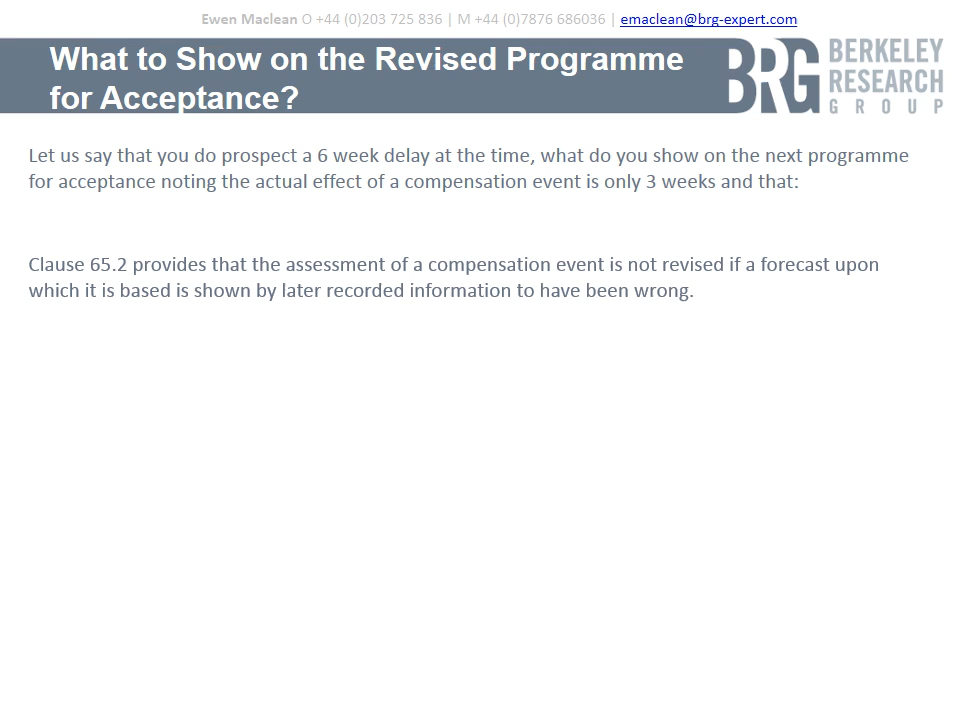 Ewen Maclean O +44 (0)203 725 836 | M +44 (0)7876 686036 | emaclean@brg-expert.com
What to Show on the Revised Programme
for Acceptance?
BRG BERKELEY
RESEARCH
GROUP
Let us say that you do prospect a 6 week delay at the time, what do you show on the next programme
for acceptance noting the actual effect of a compensation event is only 3 weeks and that:
Clause 65.2 provides that the assessment of a compensation event is not revised if a forecast upon
which it is based is shown by later recorded information to have been wrong.